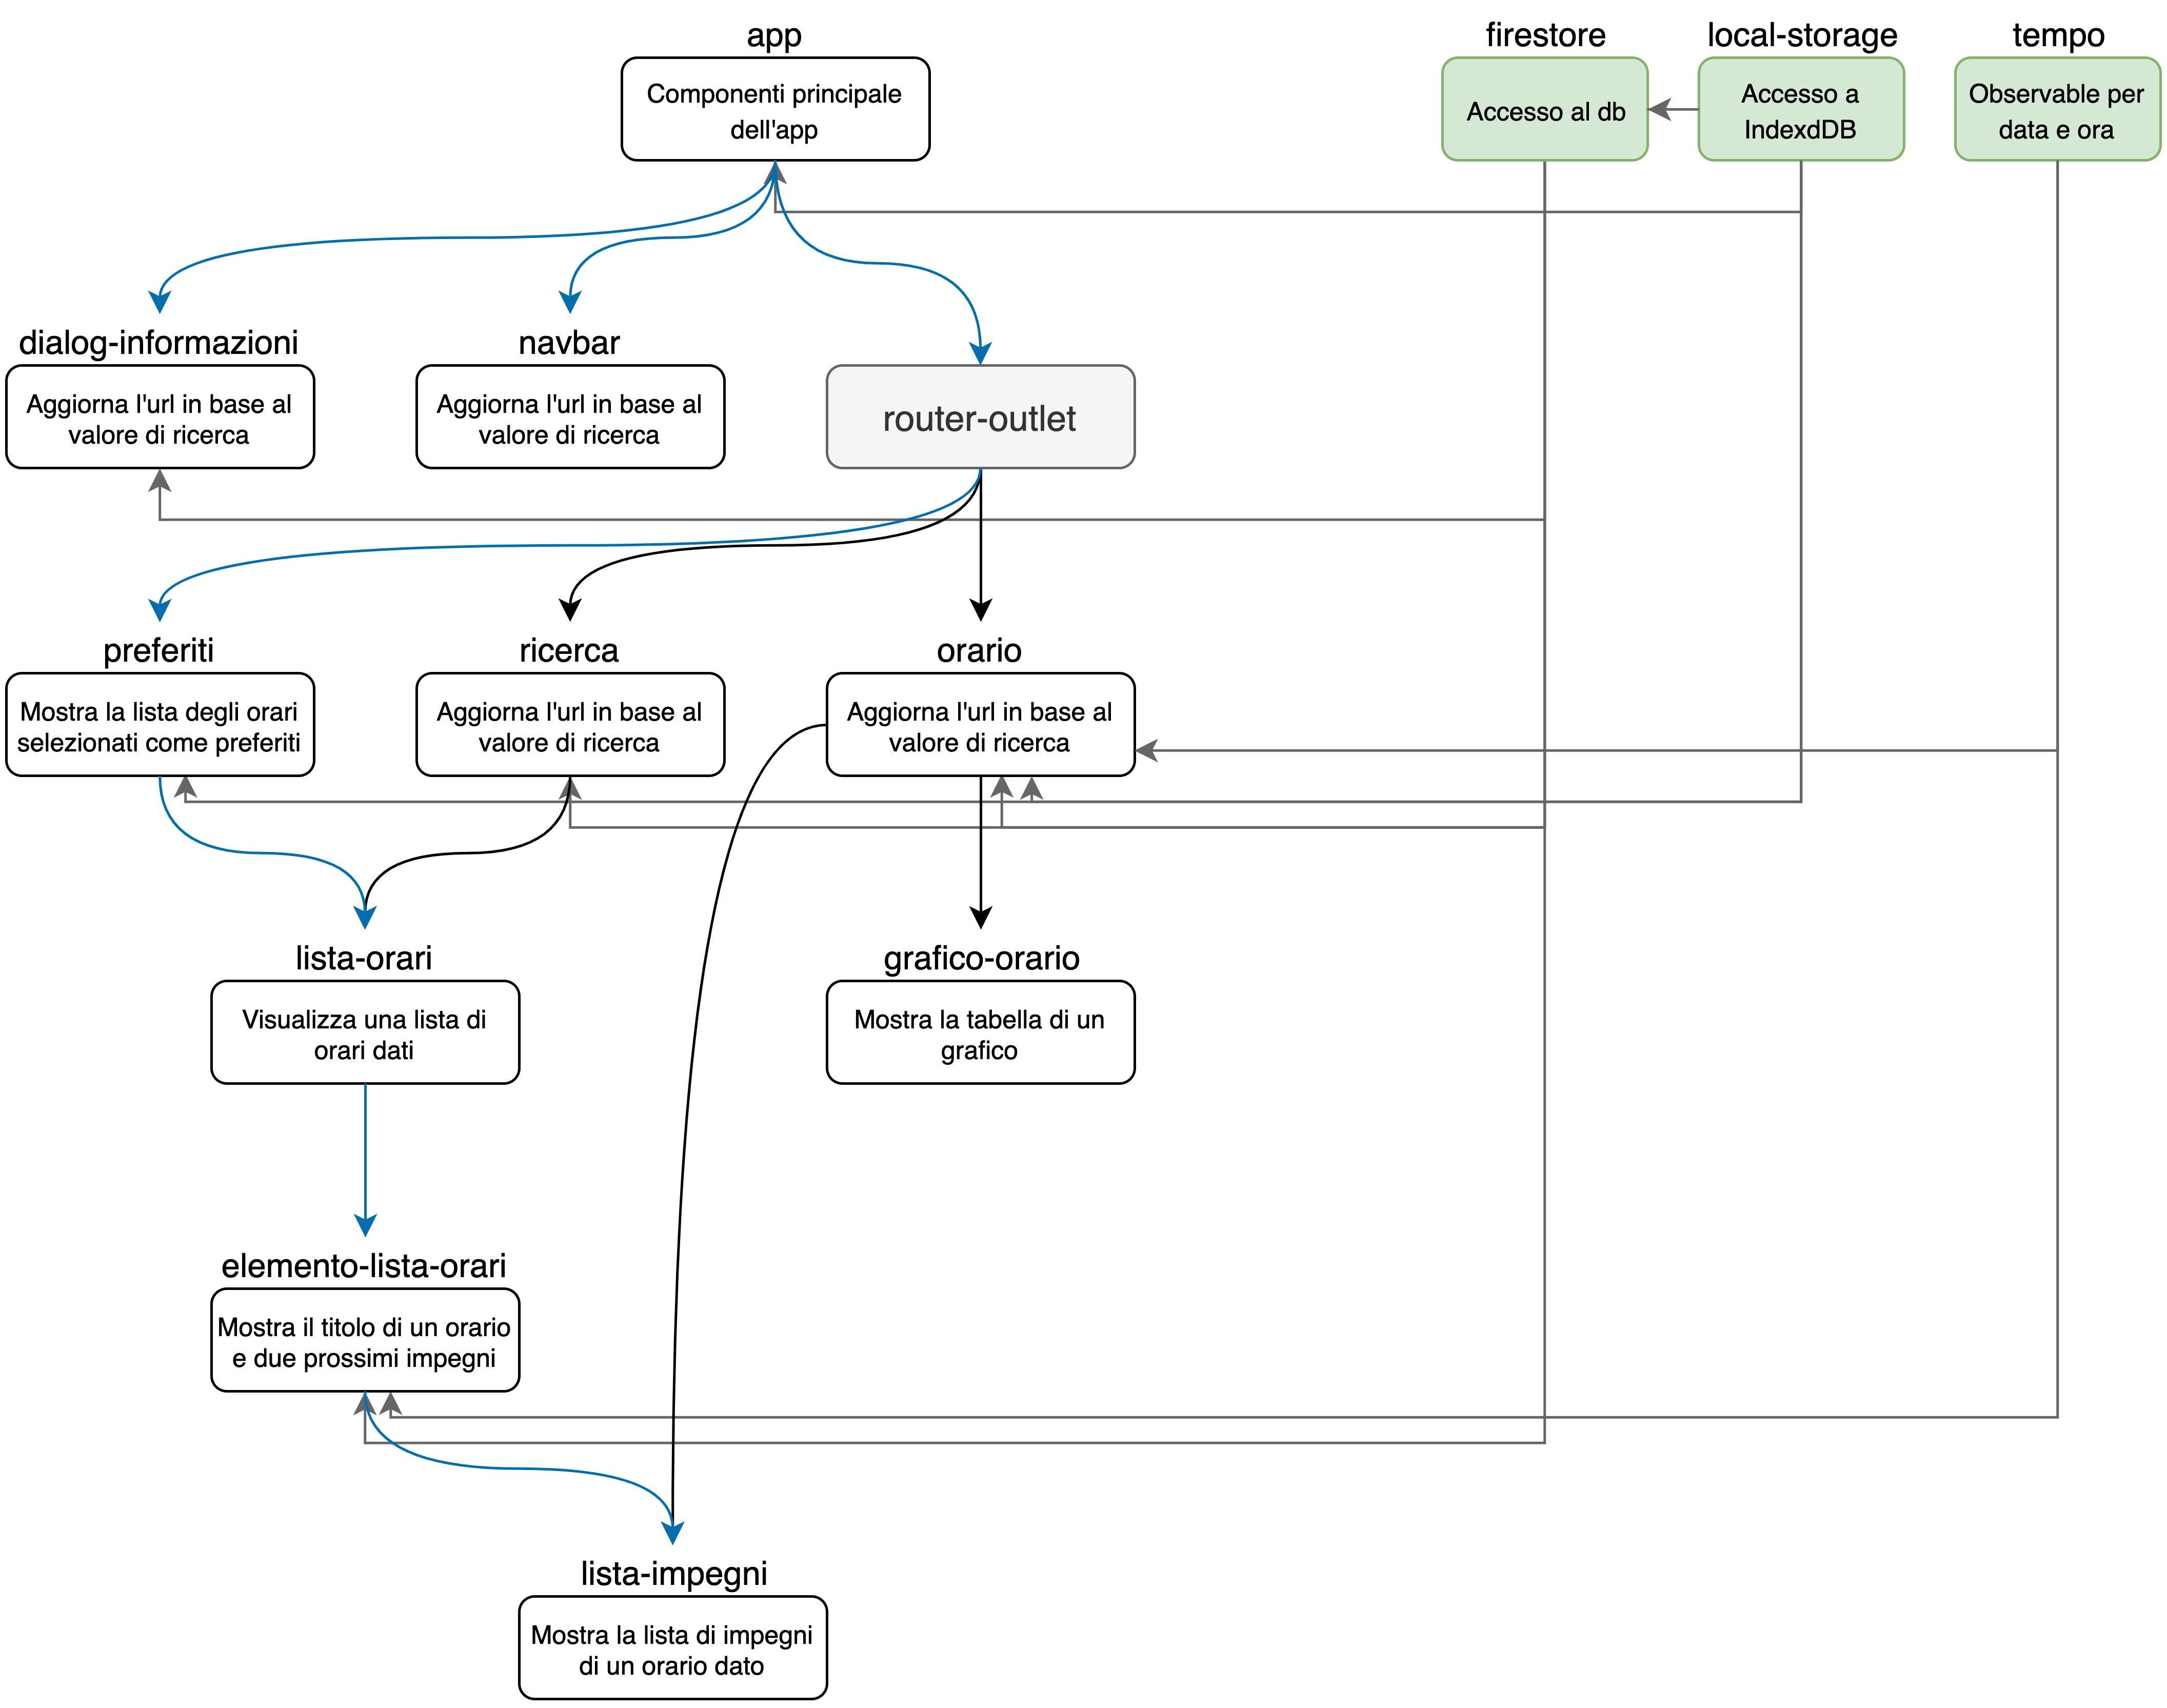 app
Componenti principale
dell'app
firestore
Accesso al db
local-storage
Accesso a
IndexdDB
tempo
Observable per
data e ora
dialog-informazioni
Aggiorna l'url in base al
valore di ricerca
navbar
Aggiorna l'url in base al
valore di ricerca
router-outlet
preferiti
Mostra la lista degli orari
selezionati come preferiti
ricerca
Aggiorna l'url in base al
valore di ricerca
orario
Aggiorna l'url in base al
valore di ricerca
lista-orari
Visualizza una lista di
orari dati
grafico-orario
Mostra la tabella di un
grafico
elemento-lista-orari
Mostra il titolo di un orario
e due prossimi impegni
lista-impegni
Mostra la lista di impegni
di un orario dato